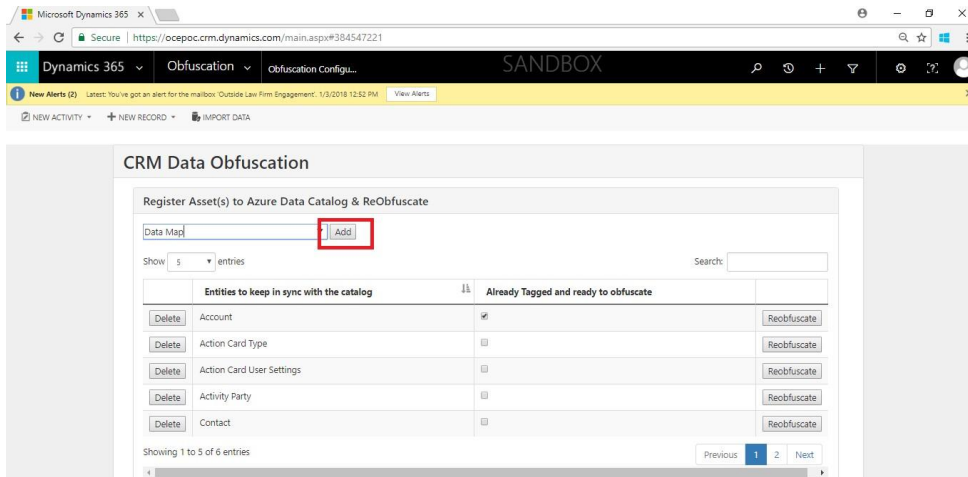 Microsoft Dynamics 365
Secure | https://ocepoc.crm.dynamics.com/main.aspx#384547221
Dynamics 365 Obfuscation Obfuscation Configu... SANDBOX
New Alerts (2) Latest: You've got an alert for the mailbox 'Outside Law Firm Engagement'. 1/3/2018 12:52 PM View Alerts
NEW ACTIVITY NEW RECORD IMPORT DATA
CRM Data Obfuscation
Register Asset(s) to Azure Data Catalog & ReObfuscate
Data Map Add
Show 5 entries Search:
Entities to keep in sync with the catalog Already Tagged and ready to obfuscate
Delete Account Reobfuscate
Delete Action Card Type Reobfuscate
Delete Action Card User Settings Reobfuscate
Delete Activity Party Reobfuscate
Delete Contact Reobfuscate
Showing 1 to 5 of 6 entries Previous 1 2 Next